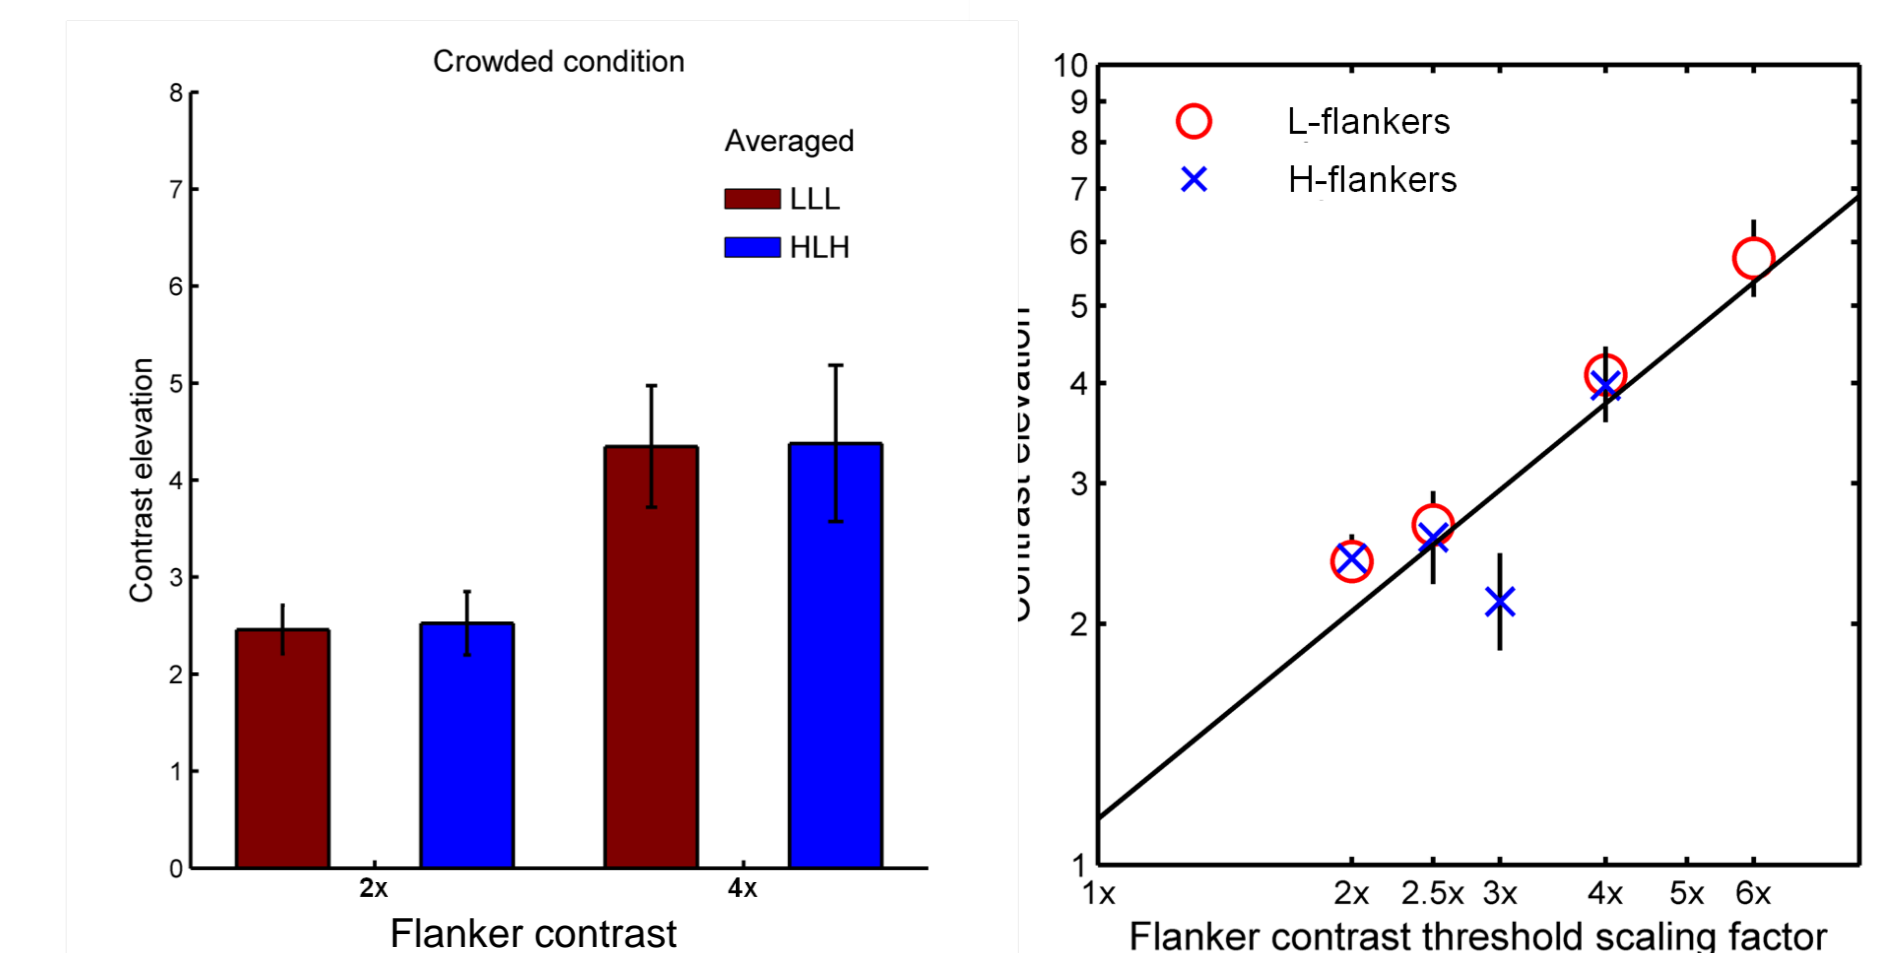 Crowded condition
8
7
6
5
4
3
2
1
0
Averaged
LLL
HLH
Contrast elevation
2x
4x
Flanker contrast
10
9
8
7
6
5
4
3
2
1
L-flankers
H-flankers
Contrast elevation
1x 2x 2.5x 3x 4x 5x 6x
Flanker contrast threshold scaling factor